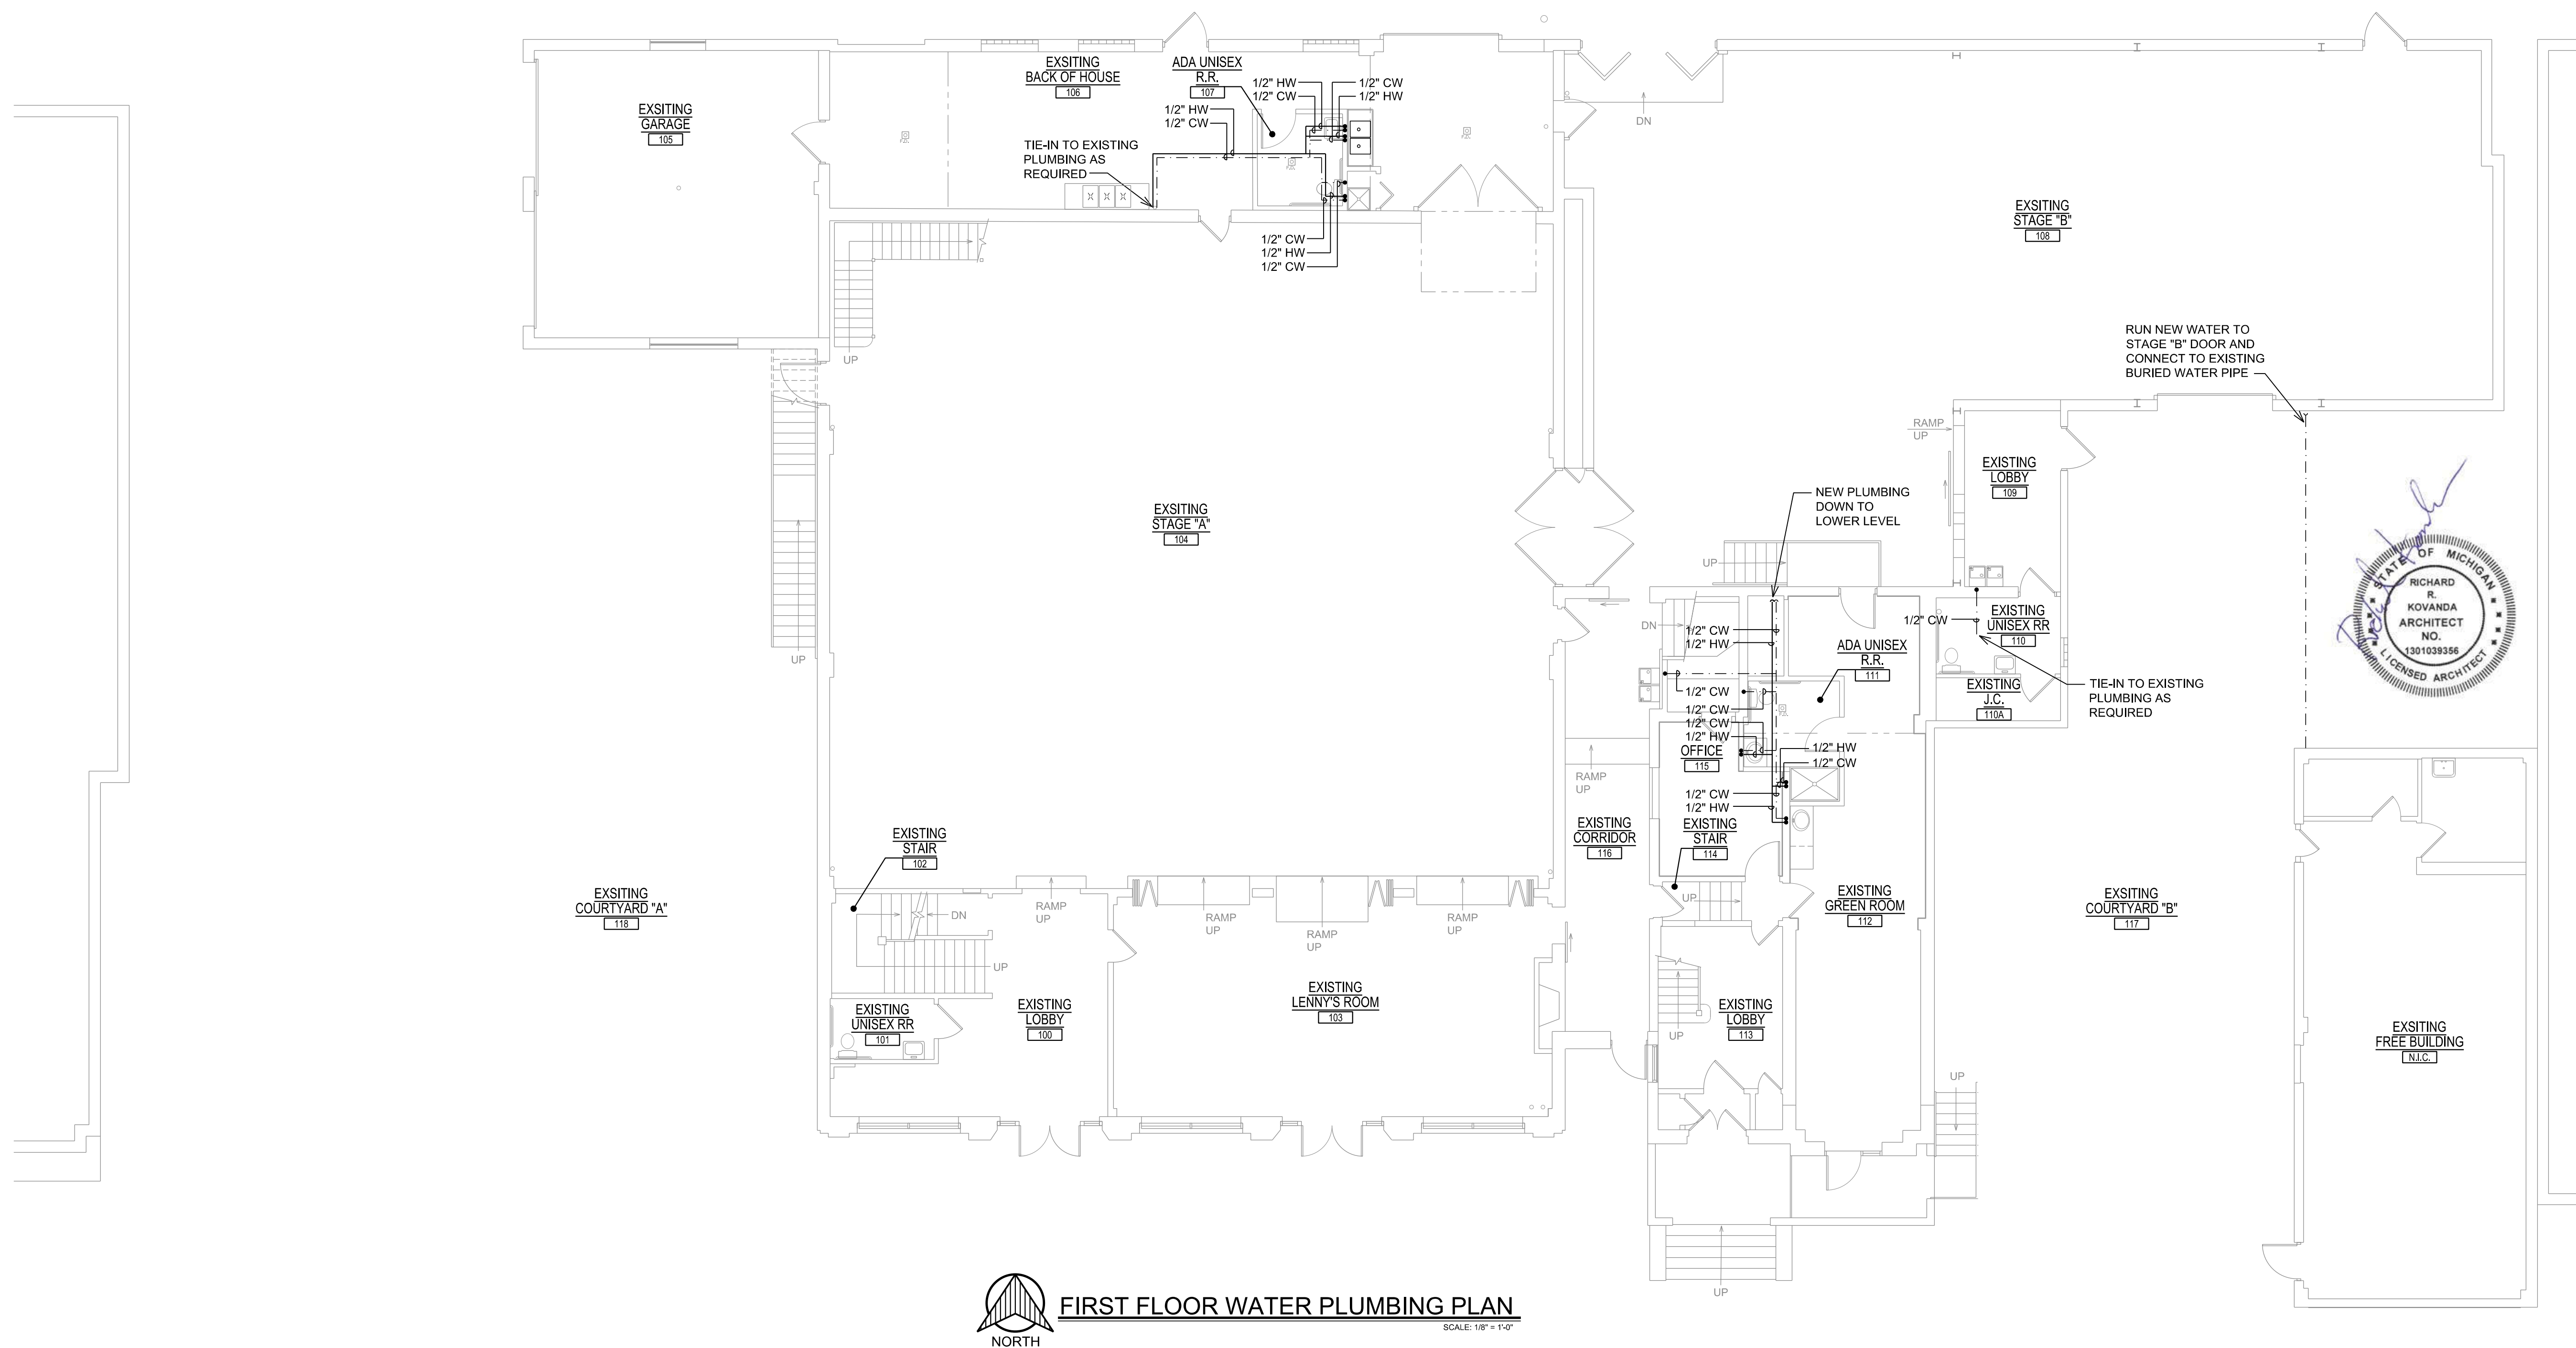 EXSITING
BACK OF HOUSE
106
ADA UNISEX
R.R.
107
1/2" HW
1/2" CW
1/2" CW
1/2" HW
1/2" HW
1/2" CW
EXSITING
GARAGE
105
TIE-IN TO EXISTING
PLUMBING AS
REQUIRED
DN
EXSITING
STAGE "B"
108
1/2" CW
1/2" HW
1/2" CW
UP
RUN NEW WATER TO
STAGE "B" DOOR AND
CONNECT TO EXISTING
BURIED WATER PIPE
RAMP
UP
EXISTING
LOBBY
109
NEW PLUMBING
DOWN TO
LOWER LEVEL
EXSITING
STAGE "A"
104
UP
UP
STATE OF MICHIGAN
RICHARD
R.
KOVANDA
ARCHITECT
NO.
1301039356
LICENSED ARCHITECT
DN
1/2" CW
1/2" HW
1/2" CW
EXISTING
UNISEX RR
110
ADA UNISEX
R.R.
111
EXISTING
J.C.
110A
TIE-IN TO EXISTING
PLUMBING AS
REQUIRED
1/2" CW
1/2" CW
1/2" CW
1/2" HW
OFFICE
115
1/2" HW
1/2" CW
RAMP
UP
1/2" CW
1/2" HW
EXISTING
STAIR
114
EXISTING
CORRIDOR
116
EXISTING
STAIR
102
EXSITING
COURTYARD "A"
118
DN
UP
RAMP
UP
RAMP
UP
RAMP
UP
RAMP
UP
UP
EXISTING
GREEN ROOM
112
EXSITING
COURTYARD "B"
117
EXISTING
UNISEX RR
101
EXISTING
LOBBY
100
EXISTING
LENNY'S ROOM
103
UP
EXISTING
LOBBY
113
EXSITING
FREE BUILDING
N.I.C.
UP
UP
NORTH
FIRST FLOOR WATER PLUMBING PLAN
SCALE: 1/8" = 1'-0"